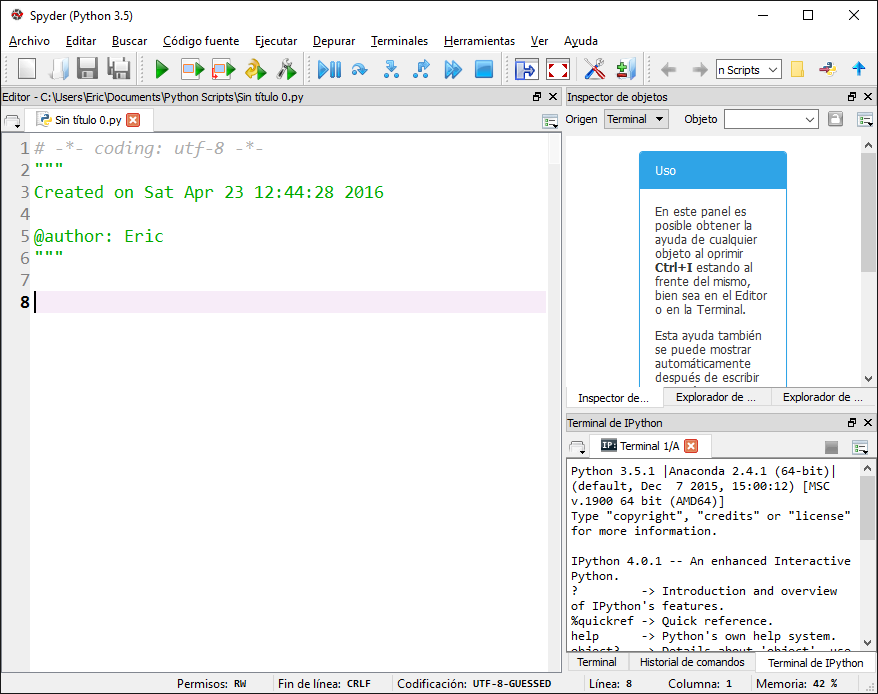 Spyder (Python 3.5)
Archivo Editar Buscar Código fuente Ejecutar Depurar Terminales Herramientas Ver Ayuda
n Scripts
Editor - C:\Users\Eric\Documents\Python Scripts\Sin título 0.py
Sin título 0.py
1 # -*- coding: utf-8 -*-
2 """
3 Created on Sat Apr 23 12:44:28 2016
4
5 @author: Eric
6 """
7
8
Inspector de objetos
Origen Terminal Objeto
Uso
En este panel es
posible obtener la
ayuda de cualquier
objeto al oprimir
Ctrl+I estando al
frente del mismo,
bien sea en el Editor
o en la Terminal.
Esta ayuda también
se puede mostrar
automáticamente
después de escribir
Inspector de... Explorador de ... Explorador de ...
Terminal de IPython
IP: Terminal 1/A
Python 3.5.1 |Anaconda 2.4.1 (64-bit)|
(default, Dec  7 2015, 15:00:12) [MSC
v.1900 64 bit (AMD64)]
Type "copyright", "credits" or "license"
for more information.
IPython 4.0.1 -- An enhanced Interactive
Python.
?         -> Introduction and overview
of IPython's features.
%quickref -> Quick reference.
help      -> Python's own help system.
object?   -> Details about 'object', use
Terminal Historial de comandos Terminal de IPython
Permisos: RW Fin de línea: CRLF Codificación: UTF-8-GUESSED Línea: 8 Columna: 1 Memoria: 42 %